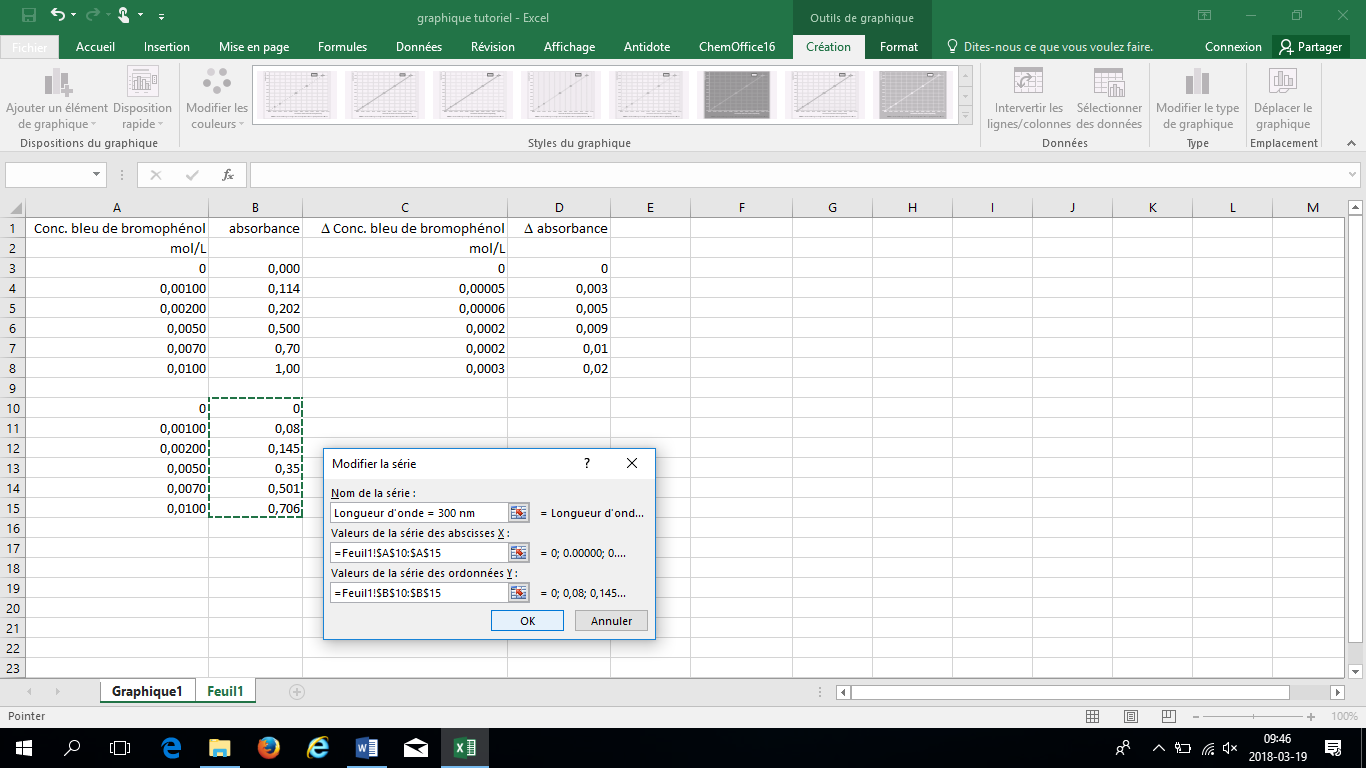 graphique tutoriel - Excel
Outils de graphique
Fichier Accueil Insertion Mise en page Formules Données Révision Affichage Antidote ChemOffice16 Création Format Dites-nous ce que vous voulez faire. Connexion Partager
Ajouter un élément de graphique
Disposition rapide
Modifier les couleurs
Intervertir les lignes/colonnes
Sélectionner des données
Modifier le type de graphique
Déplacer le graphique
Dispositions du graphique Styles du graphique Données Type Emplacement
fx
A B C D E F G H I J K L M
1 Conc. bleu de bromophénol absorbance Δ Conc. bleu de bromophénol Δ absorbance
2 mol/L mol/L
3 0 0,000 0 0
4 0,00100 0,114 0,00005 0,003
5 0,00200 0,202 0,00006 0,005
6 0,0050 0,500 0,0002 0,009
7 0,0070 0,70 0,0002 0,01
8 0,0100 1,00 0,0003 0,02
9
10 0 0
11 0,00100 0,08
12 0,00200 0,145
13 0,0050 0,35
14 0,0070 0,501
15 0,0100 0,706
16
17
18
19
20
21
22
23
Modifier la série ?
Nom de la série :
Longueur d'onde = 300 nm = Longueur d'ond...
Valeurs de la série des abscisses X :
=Feuil1!$A$10:$A$15 = 0; 0.00000; 0....
Valeurs de la série des ordonnées Y :
=Feuil1!$B$10:$B$15 = 0; 0,08; 0,145...
OK Annuler
Graphique1 Feuil1
Pointer 100%
09:46
2018-03-19